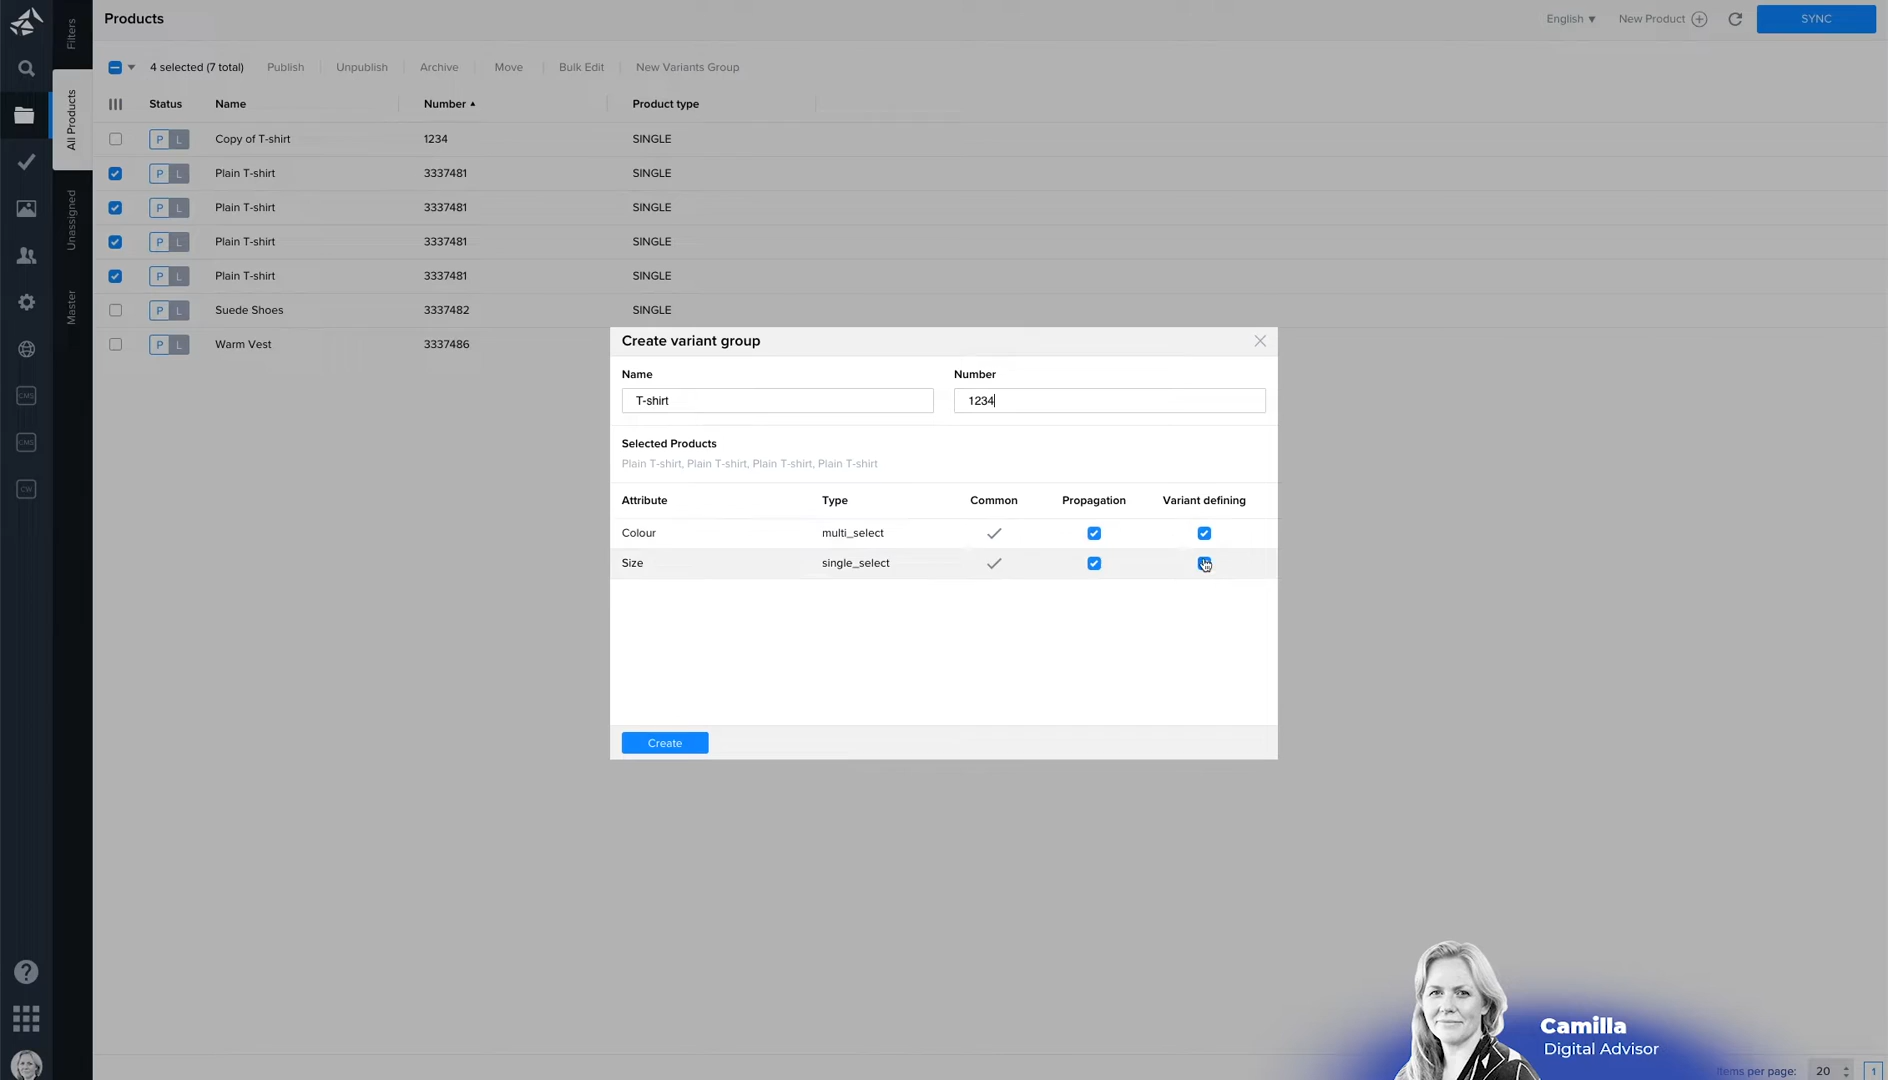 Products
English ▼ New Product SYNC
Filters
All Products
Unassigned
Master
4 selected (7 total) Publish Unpublish Archive Move Bulk Edit New Variants Group
Status Name Number Product type
P L Copy of T-shirt 1234 SINGLE
P L Plain T-shirt 3337481 SINGLE
P L Plain T-shirt 3337481 SINGLE
P L Plain T-shirt 3337481 SINGLE
P L Plain T-shirt 3337481 SINGLE
P L Suede Shoes 3337482 SINGLE
P L Warm Vest 3337486
CMS
CMS
CW
Create variant group
Name Number
T-shirt 1234
Selected Products
Plain T-shirt, Plain T-shirt, Plain T-shirt, Plain T-shirt
Attribute Type Common Propagation Variant defining
Colour multi_select
Size single_select
Create
Camilla
Digital Advisor
Items per page: 20 1